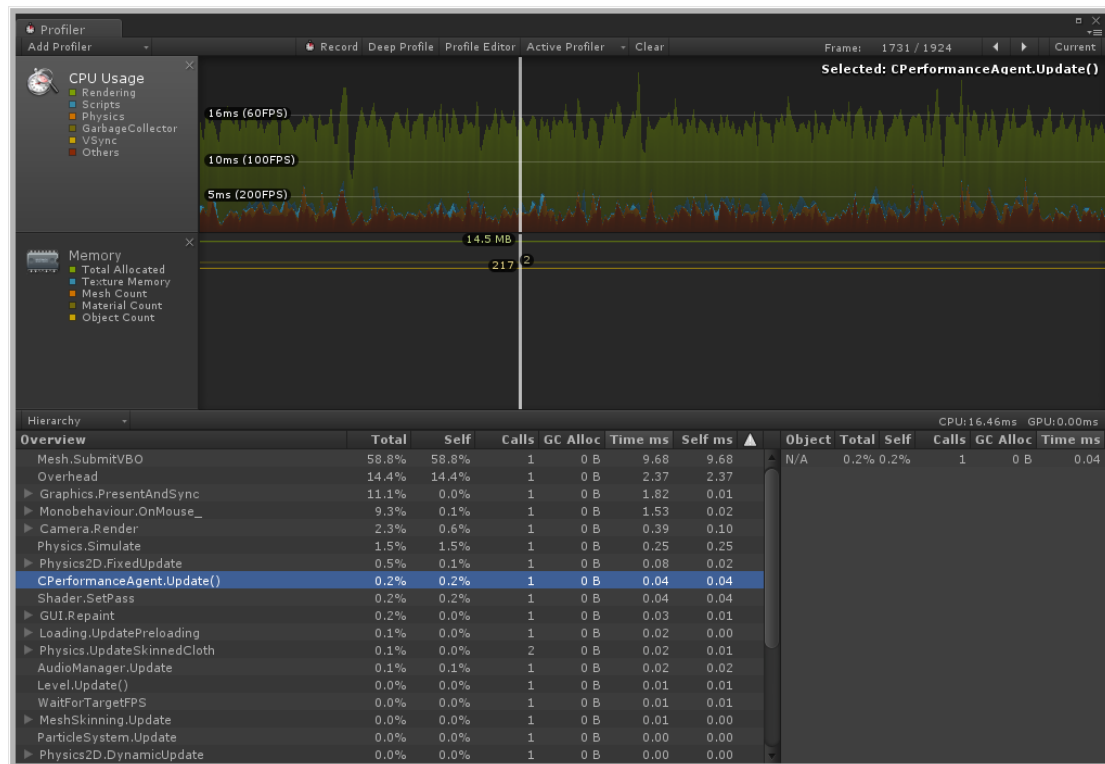 Profiler
Add Profiler Record Deep Profile Profile Editor Active Profiler Clear Frame: 1731 / 1924 Current
CPU Usage
Rendering
Scripts
Physics
GarbageCollector
VSync
Others
Selected: CPerformanceAgent.Update()
16ms (60FPS)
10ms (100FPS)
5ms (200FPS)
Memory
Total Allocated
Texture Memory
Mesh Count
Material Count
Object Count
14.5 MB
217 2
Hierarchy CPU:16.46ms GPU:0.00ms
Overview Total Self Calls GC Alloc Time ms Self ms Object Total Self Calls GC Alloc Time ms
Mesh.SubmitVBO 58.8% 58.8% 1 0 B 9.68 9.68 N/A 0.2% 0.2% 1 0 B 0.04
Overhead 14.4% 14.4% 1 0 B 2.37 2.37
Graphics.PresentAndSync 11.1% 0.0% 1 0 B 1.82 0.01
Monobehaviour.OnMouse_ 9.3% 0.1% 1 0 B 1.53 0.02
Camera.Render 2.3% 0.6% 1 0 B 0.39 0.10
Physics.Simulate 1.5% 1.5% 1 0 B 0.25 0.25
Physics2D.FixedUpdate 0.5% 0.1% 1 0 B 0.08 0.02
CPerformanceAgent.Update() 0.2% 0.2% 1 0 B 0.04 0.04
Shader.SetPass 0.2% 0.2% 1 0 B 0.04 0.04
GUI.Repaint 0.2% 0.0% 1 0 B 0.03 0.01
Loading.UpdatePreloading 0.1% 0.0% 1 0 B 0.02 0.00
Physics.UpdateSkinnedCloth 0.1% 0.0% 2 0 B 0.02 0.01
AudioManager.Update 0.1% 0.1% 1 0 B 0.02 0.02
Level.Update() 0.0% 0.0% 1 0 B 0.01 0.01
WaitForTargetFPS 0.0% 0.0% 1 0 B 0.01 0.01
MeshSkinning.Update 0.0% 0.0% 1 0 B 0.01 0.00
ParticleSystem.Update 0.0% 0.0% 1 0 B 0.00 0.00
Physics2D.DynamicUpdate 0.0% 0.0% 1 0 B 0.00 0.00